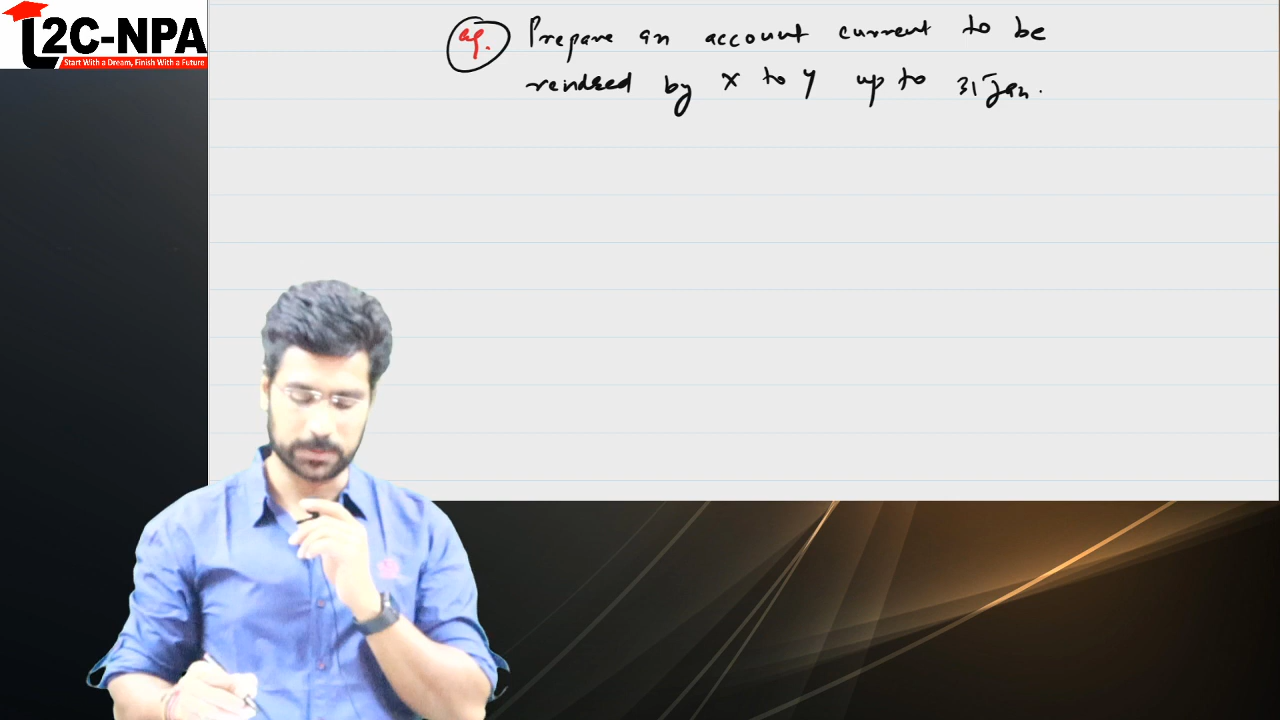 2C-NPA
Start With a Dream, Finish With a Future
Prepare an account current to be
rendered by X to Y up to 31 Jan.